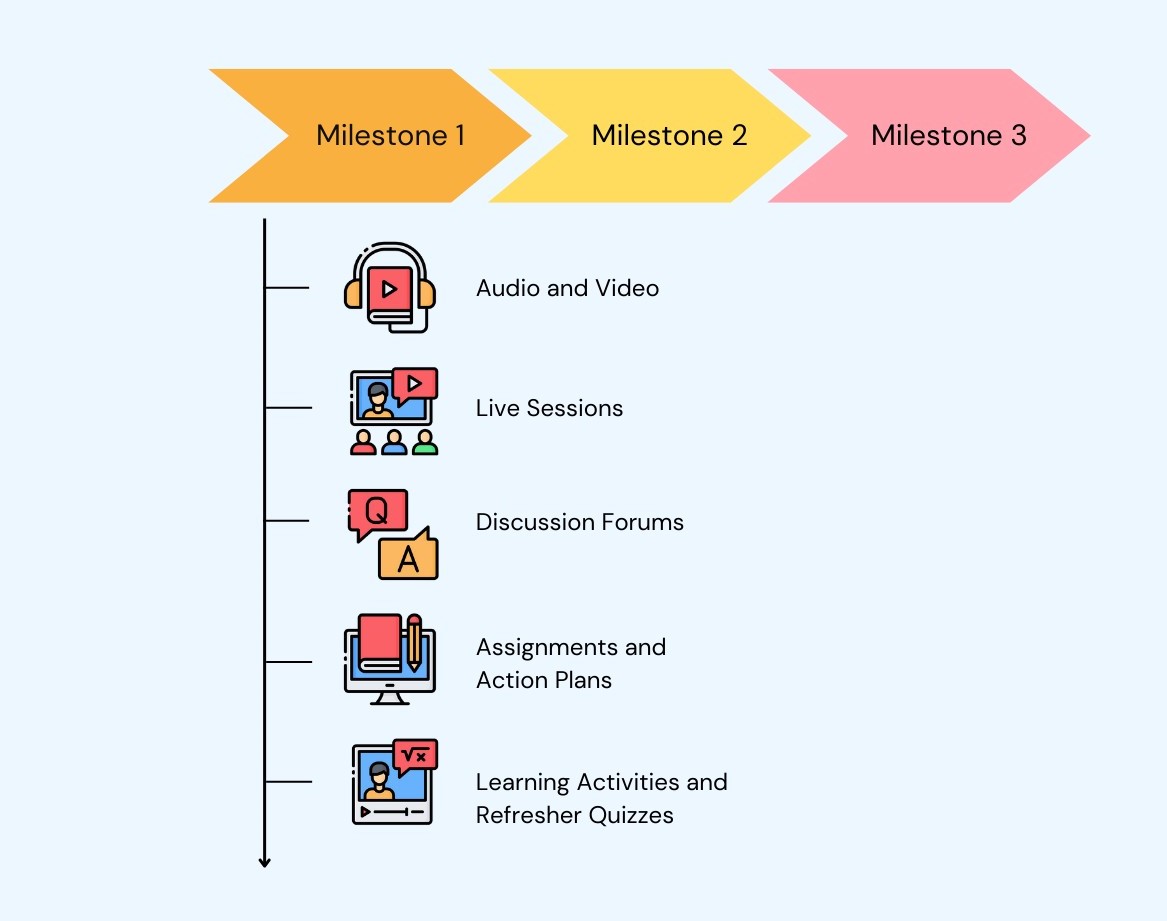 Milestone 1
Milestone 2
Milestone 3
Audio and Video
Live Sessions
Q
A
Discussion Forums
Assignments and
Action Plans
√x
Learning Activities and
Refresher Quizzes